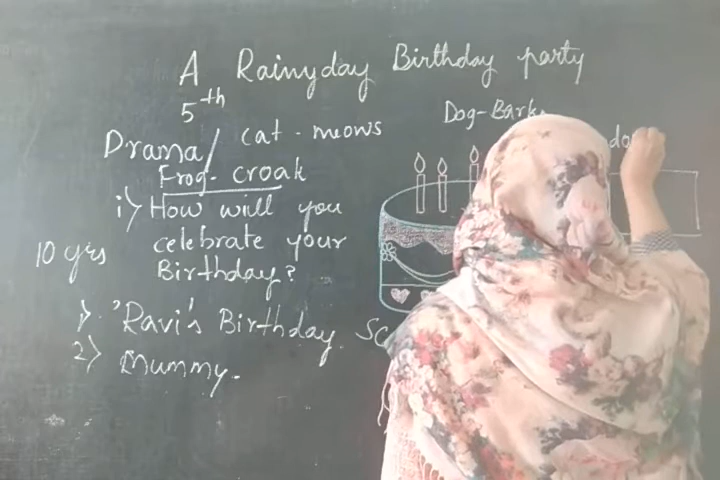 A Rainyday Birthday party
5th
Dog-Bark
Drama/ cat - meows
Frog - croak
i) How will you
celebrate your
Birthday?
10 yrs
1). 'Ravi's Birthday.
2) Mummy.